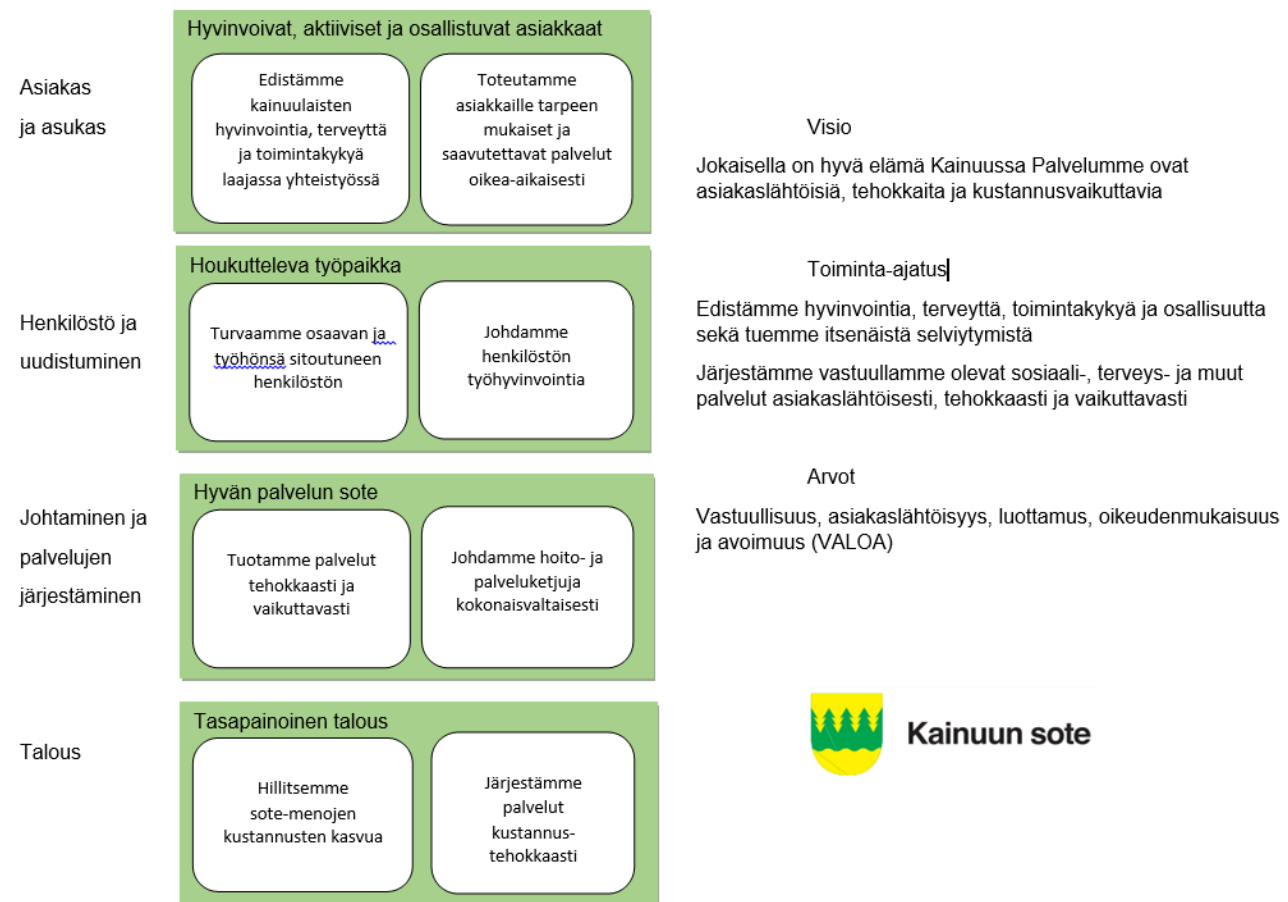 Asiakas
ja asukas
Hyvinvoivat, aktiiviset ja osallistuvat asiakkaat
Edistämme
kainuulaisten
hyvinvointia, terveyttä
ja toimintakykyä
laajassa yhteistyössä
Toteutamme
asiakkaille tarpeen
mukaiset ja
saavutettavat palvelut
oikea-aikaisesti
Henkilöstö ja
uudistuminen
Houkutteleva työpaikka
Turvaamme osaavan ja
työhönsä sitoutuneen
henkilöstön
Johdamme
henkilöstön
työhyvinvointia
Johtaminen ja
palvelujen
järjestäminen
Hyvän palvelun sote
Tuotamme palvelut
tehokkaasti ja
vaikuttavasti
Johdamme hoito- ja
palveluketjuja
kokonaisvaltaisesti
Talous
Tasapainoinen talous
Hillitsemme
sote-menojen
kustannusten kasvua
Järjestämme
palvelut
kustannus-
tehokkaasti
Visio
Jokaisella on hyvä elämä Kainuussa Palvelumme ovat
asiakaslähtöisiä, tehokkaita ja kustannusvaikuttavia
Toiminta-ajatus
Edistämme hyvinvointia, terveyttä, toimintakykyä ja osallisuutta
sekä tuemme itsenäistä selviytymistä
Järjestämme vastuullamme olevat sosiaali-, terveys- ja muut
palvelut asiakaslähtöisesti, tehokkaasti ja vaikuttavasti
Arvot
Vastuullisuus, asiakaslähtöisyys, luottamus, oikeudenmukaisuus
ja avoimuus (VALOA)
Kainuun sote